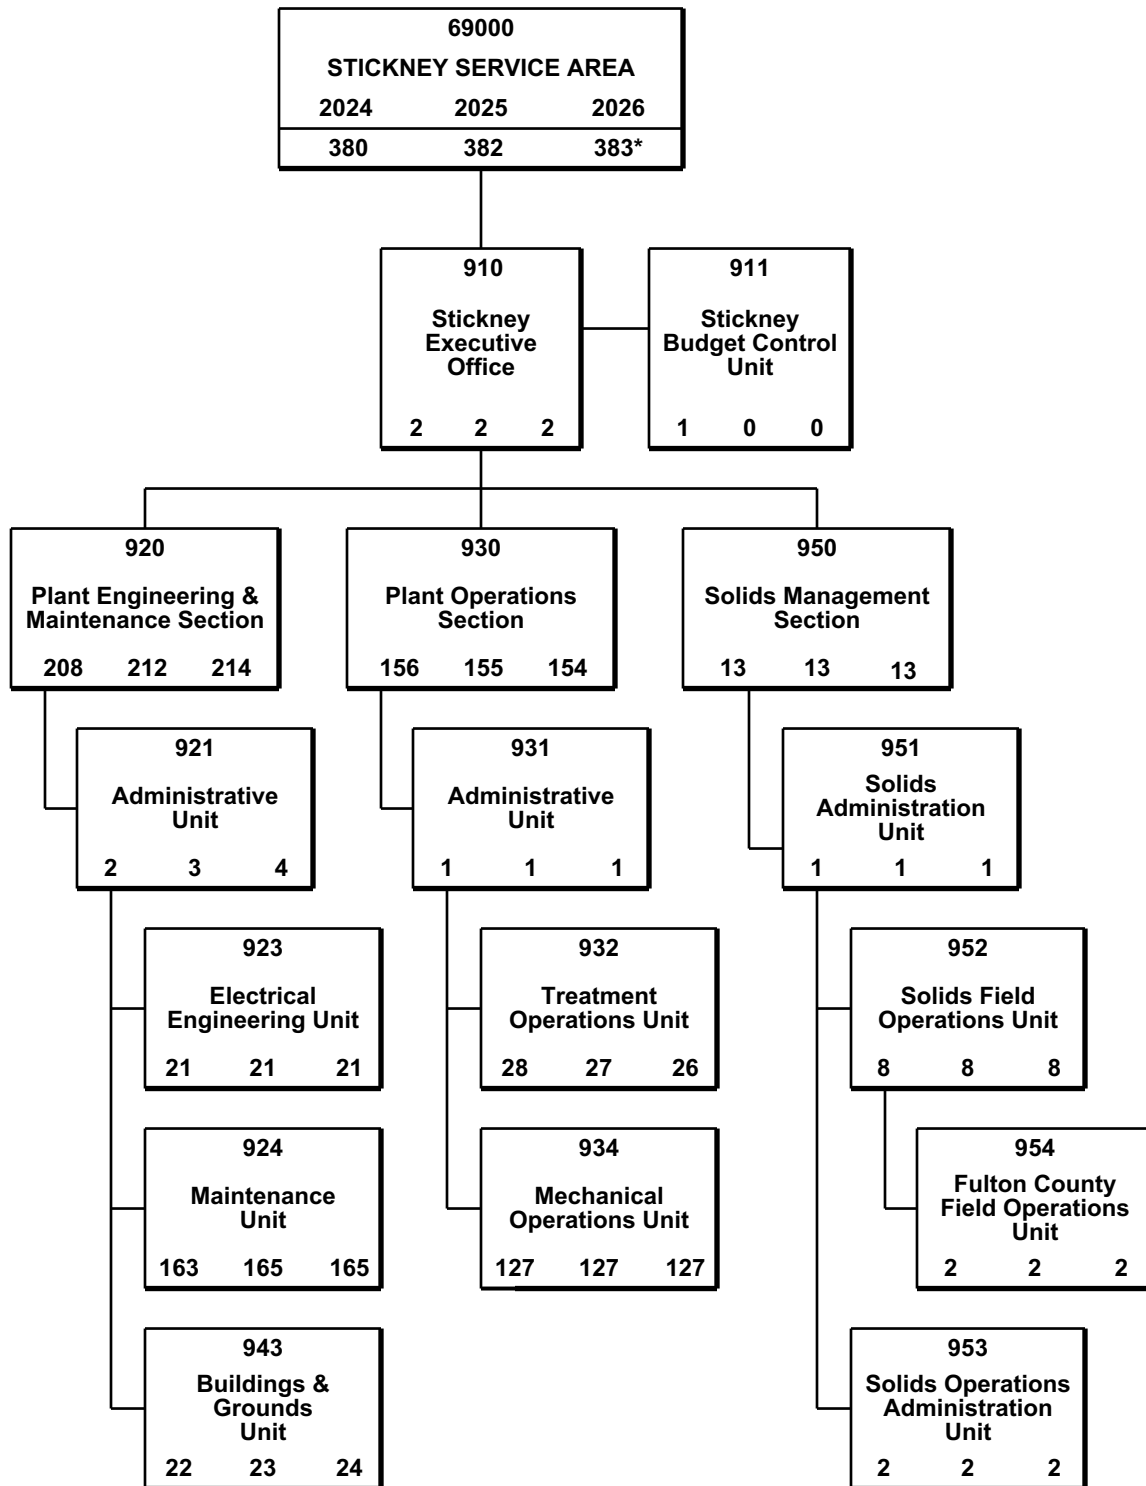 69000
STICKNEY SERVICE AREA
2024 2025 2026
380 382 383*
910
Stickney
Executive
Office
2 2 2
911
Stickney
Budget Control
Unit
1 0 0
920
Plant Engineering &
Maintenance Section
208 212 214
930
Plant Operations
Section
156 155 154
950
Solids Management
Section
13 13 13
921
Administrative
Unit
2 3 4
931
Administrative
Unit
1 1 1
951
Solids
Administration
Unit
1 1 1
923
Electrical
Engineering Unit
21 21 21
932
Treatment
Operations Unit
28 27 26
952
Solids Field
Operations Unit
8 8 8
924
Maintenance
Unit
163 165 165
934
Mechanical
Operations Unit
127 127 127
954
Fulton County
Field Operations
Unit
2 2 2
943
Buildings &
Grounds
Unit
22 23 24
953
Solids Operations
Administration
Unit
2 2 2